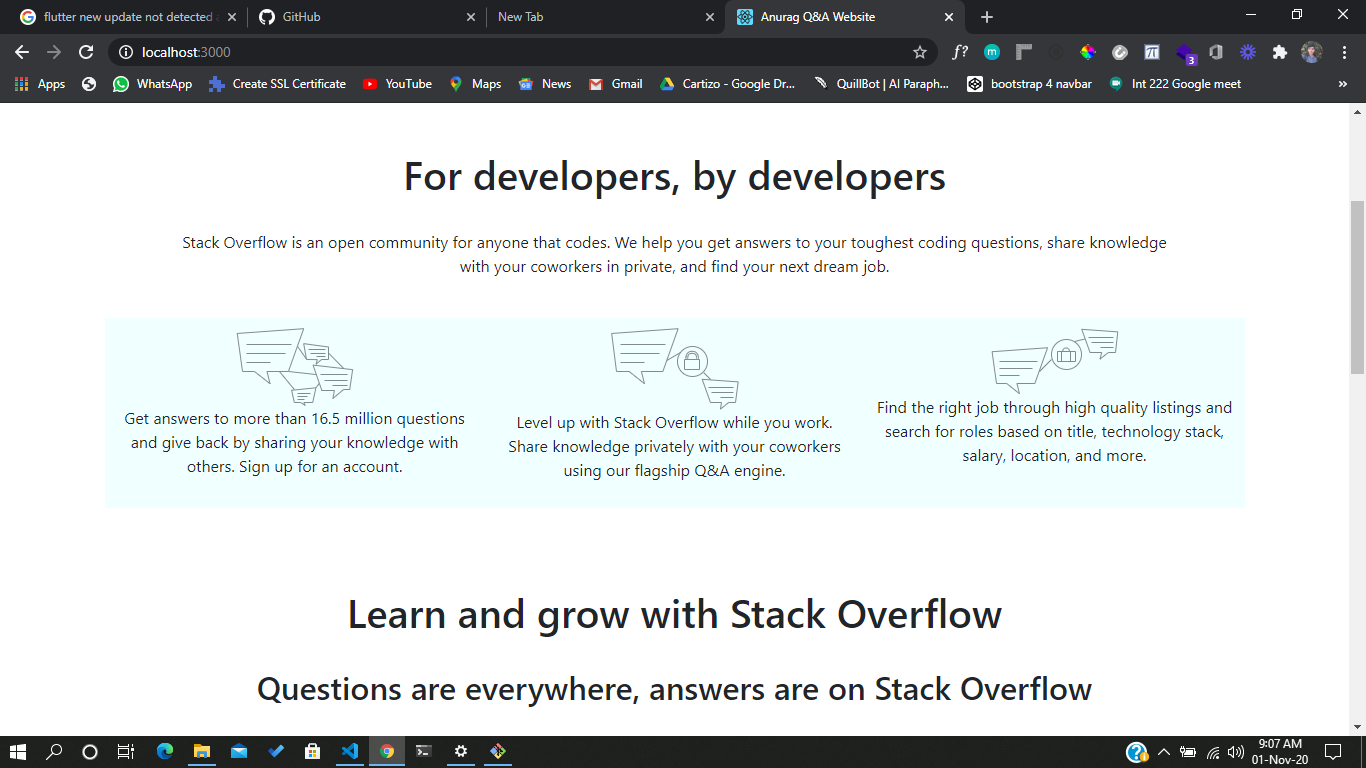 flutter new update not detected
GitHub
New Tab
Anurag Q&A Website
localhost:3000
f?
m
3
Apps
WhatsApp
Create SSL Certificate
YouTube
Maps
News
Gmail
Cartizo - Google Dr...
QuillBot | AI Paraph...
bootstrap 4 navbar
Int 222 Google meet
»
For developers, by developers
Stack Overflow is an open community for anyone that codes. We help you get answers to your toughest coding questions, share knowledge
with your coworkers in private, and find your next dream job.
Get answers to more than 16.5 million questions
and give back by sharing your knowledge with
others. Sign up for an account.
Level up with Stack Overflow while you work.
Share knowledge privately with your coworkers
using our flagship Q&A engine.
Find the right job through high quality listings and
search for roles based on title, technology stack,
salary, location, and more.
Learn and grow with Stack Overflow
Questions are everywhere, answers are on Stack Overflow
9:07 AM
01-Nov-20